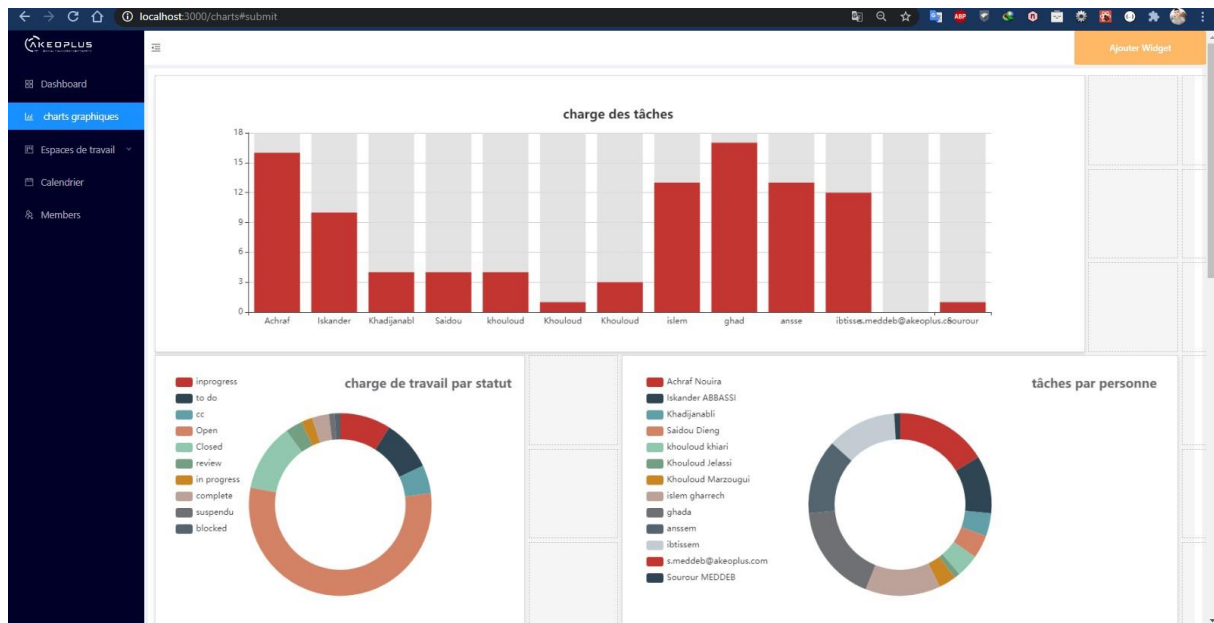 localhost:3000/charts#submit
AKEOPLUS
Ajouter Widget
Dashboard
charts graphiques
Espaces de travail
Calendrier
Members
charge des tâches
18
15
12
9
6
3
0
Achraf Iskander Khadijanabl Saidou khouloud Khouloud Khouloud islem ghad ansse ibtisse s.meddeb@akeoplus.co Sourour
charge de travail par statut
inprogress
to do
cc
Open
Closed
review
in progress
complete
suspendu
blocked
tâches par personne
Achraf Nouira
Iskander ABBASSI
Khadijanabli
Saidou Dieng
khouloud khiari
Khouloud Jelassi
Khouloud Marzougui
islem gharrech
ghada
anssem
ibtissem
s.meddeb@akeoplus.com
Sourour MEDDEB